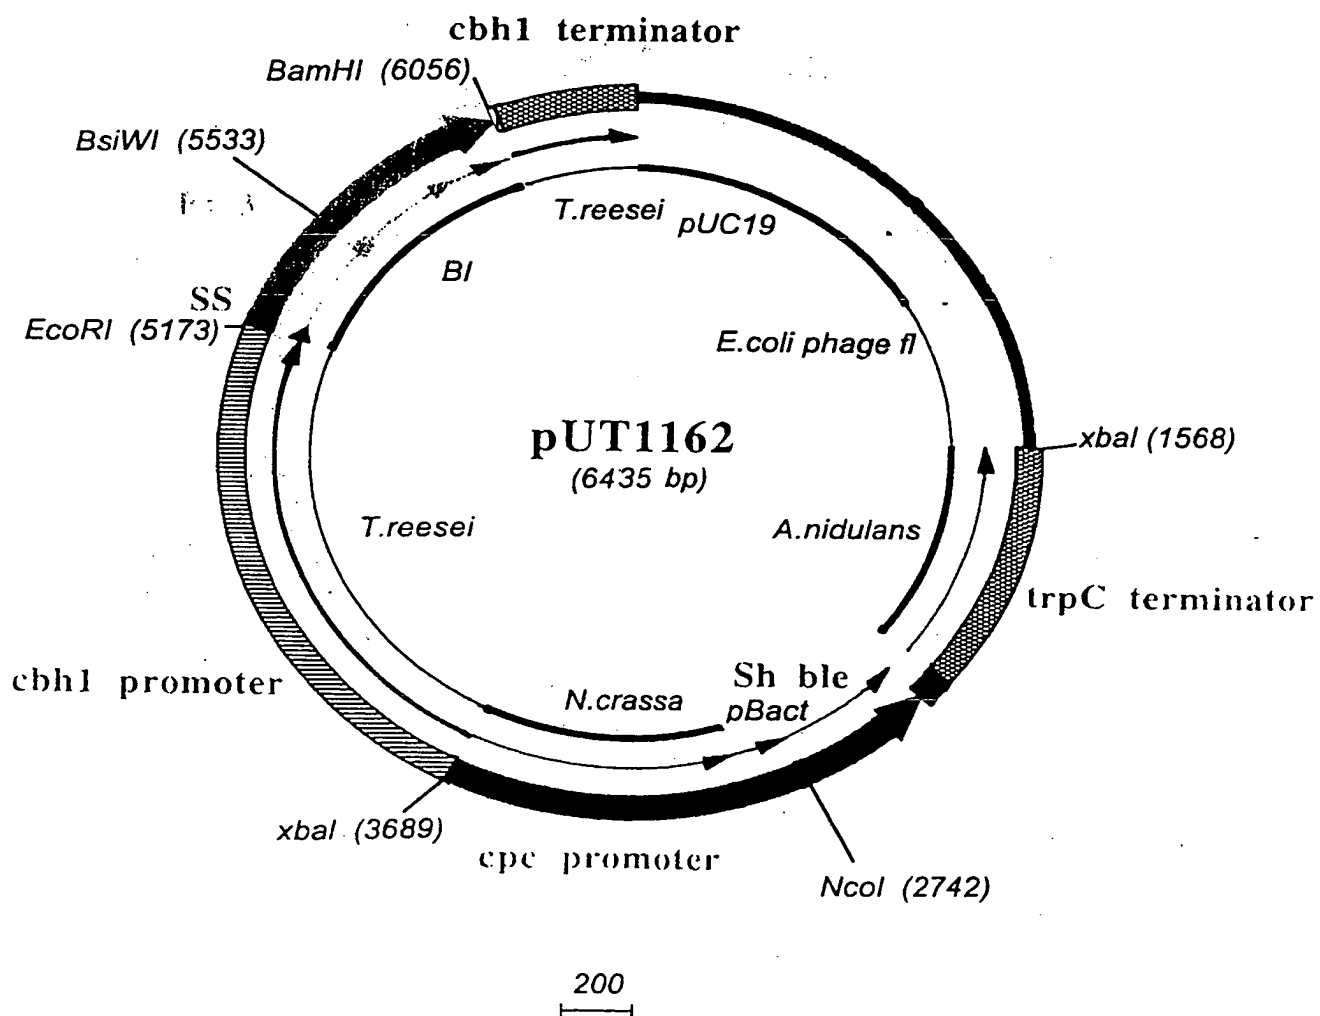 cbh1 terminator
BamHI (6056)
BsiWI (5533)
T.reesei
pUC19
BI
SS
EcoRI (5173)
E.coli phage fl
pUT1162
(6435 bp)
xbaI (1568)
T.reesei
A.nidulans
trpC terminator
cbh1 promoter
Sh ble
N.crassa
pBact
xbaI (3689)
cpc promoter
NcoI (2742)
200